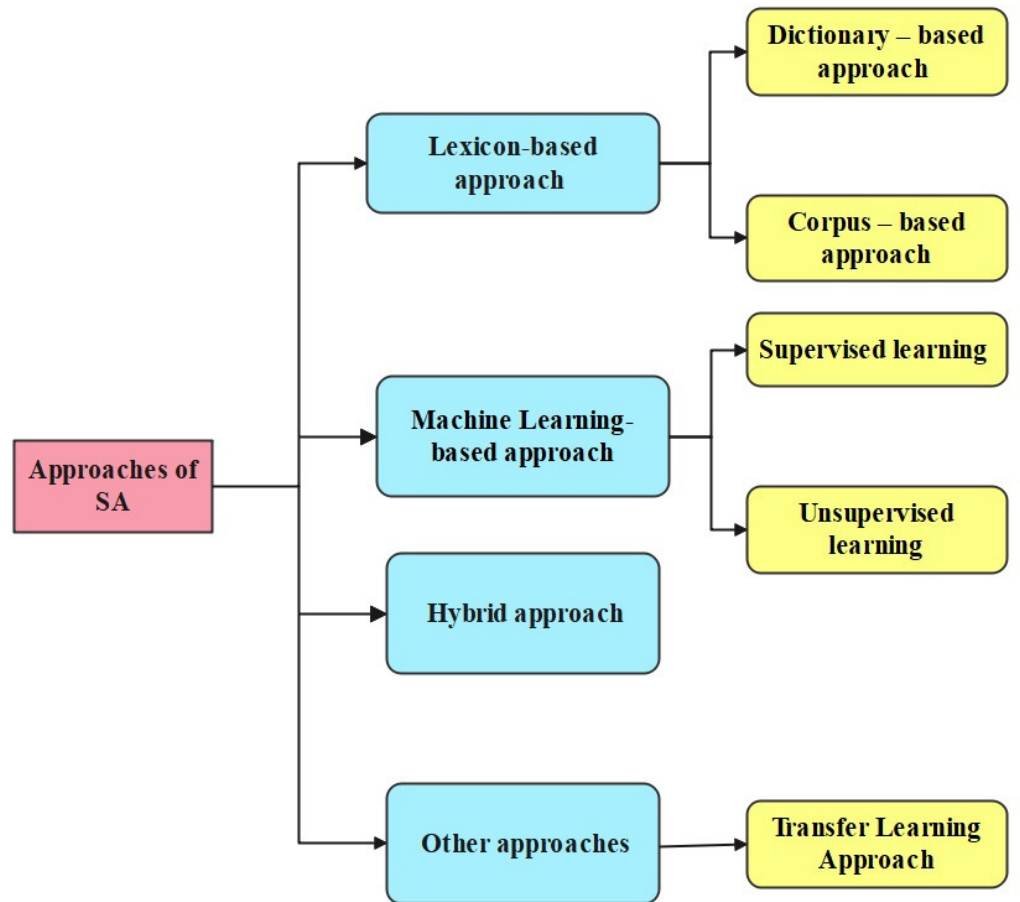 Approaches of
SA
Lexicon-based
approach
Dictionary – based
approach
Corpus – based
approach
Machine Learning-
based approach
Supervised learning
Unsupervised
learning
Hybrid approach
Other approaches
Transfer Learning
Approach